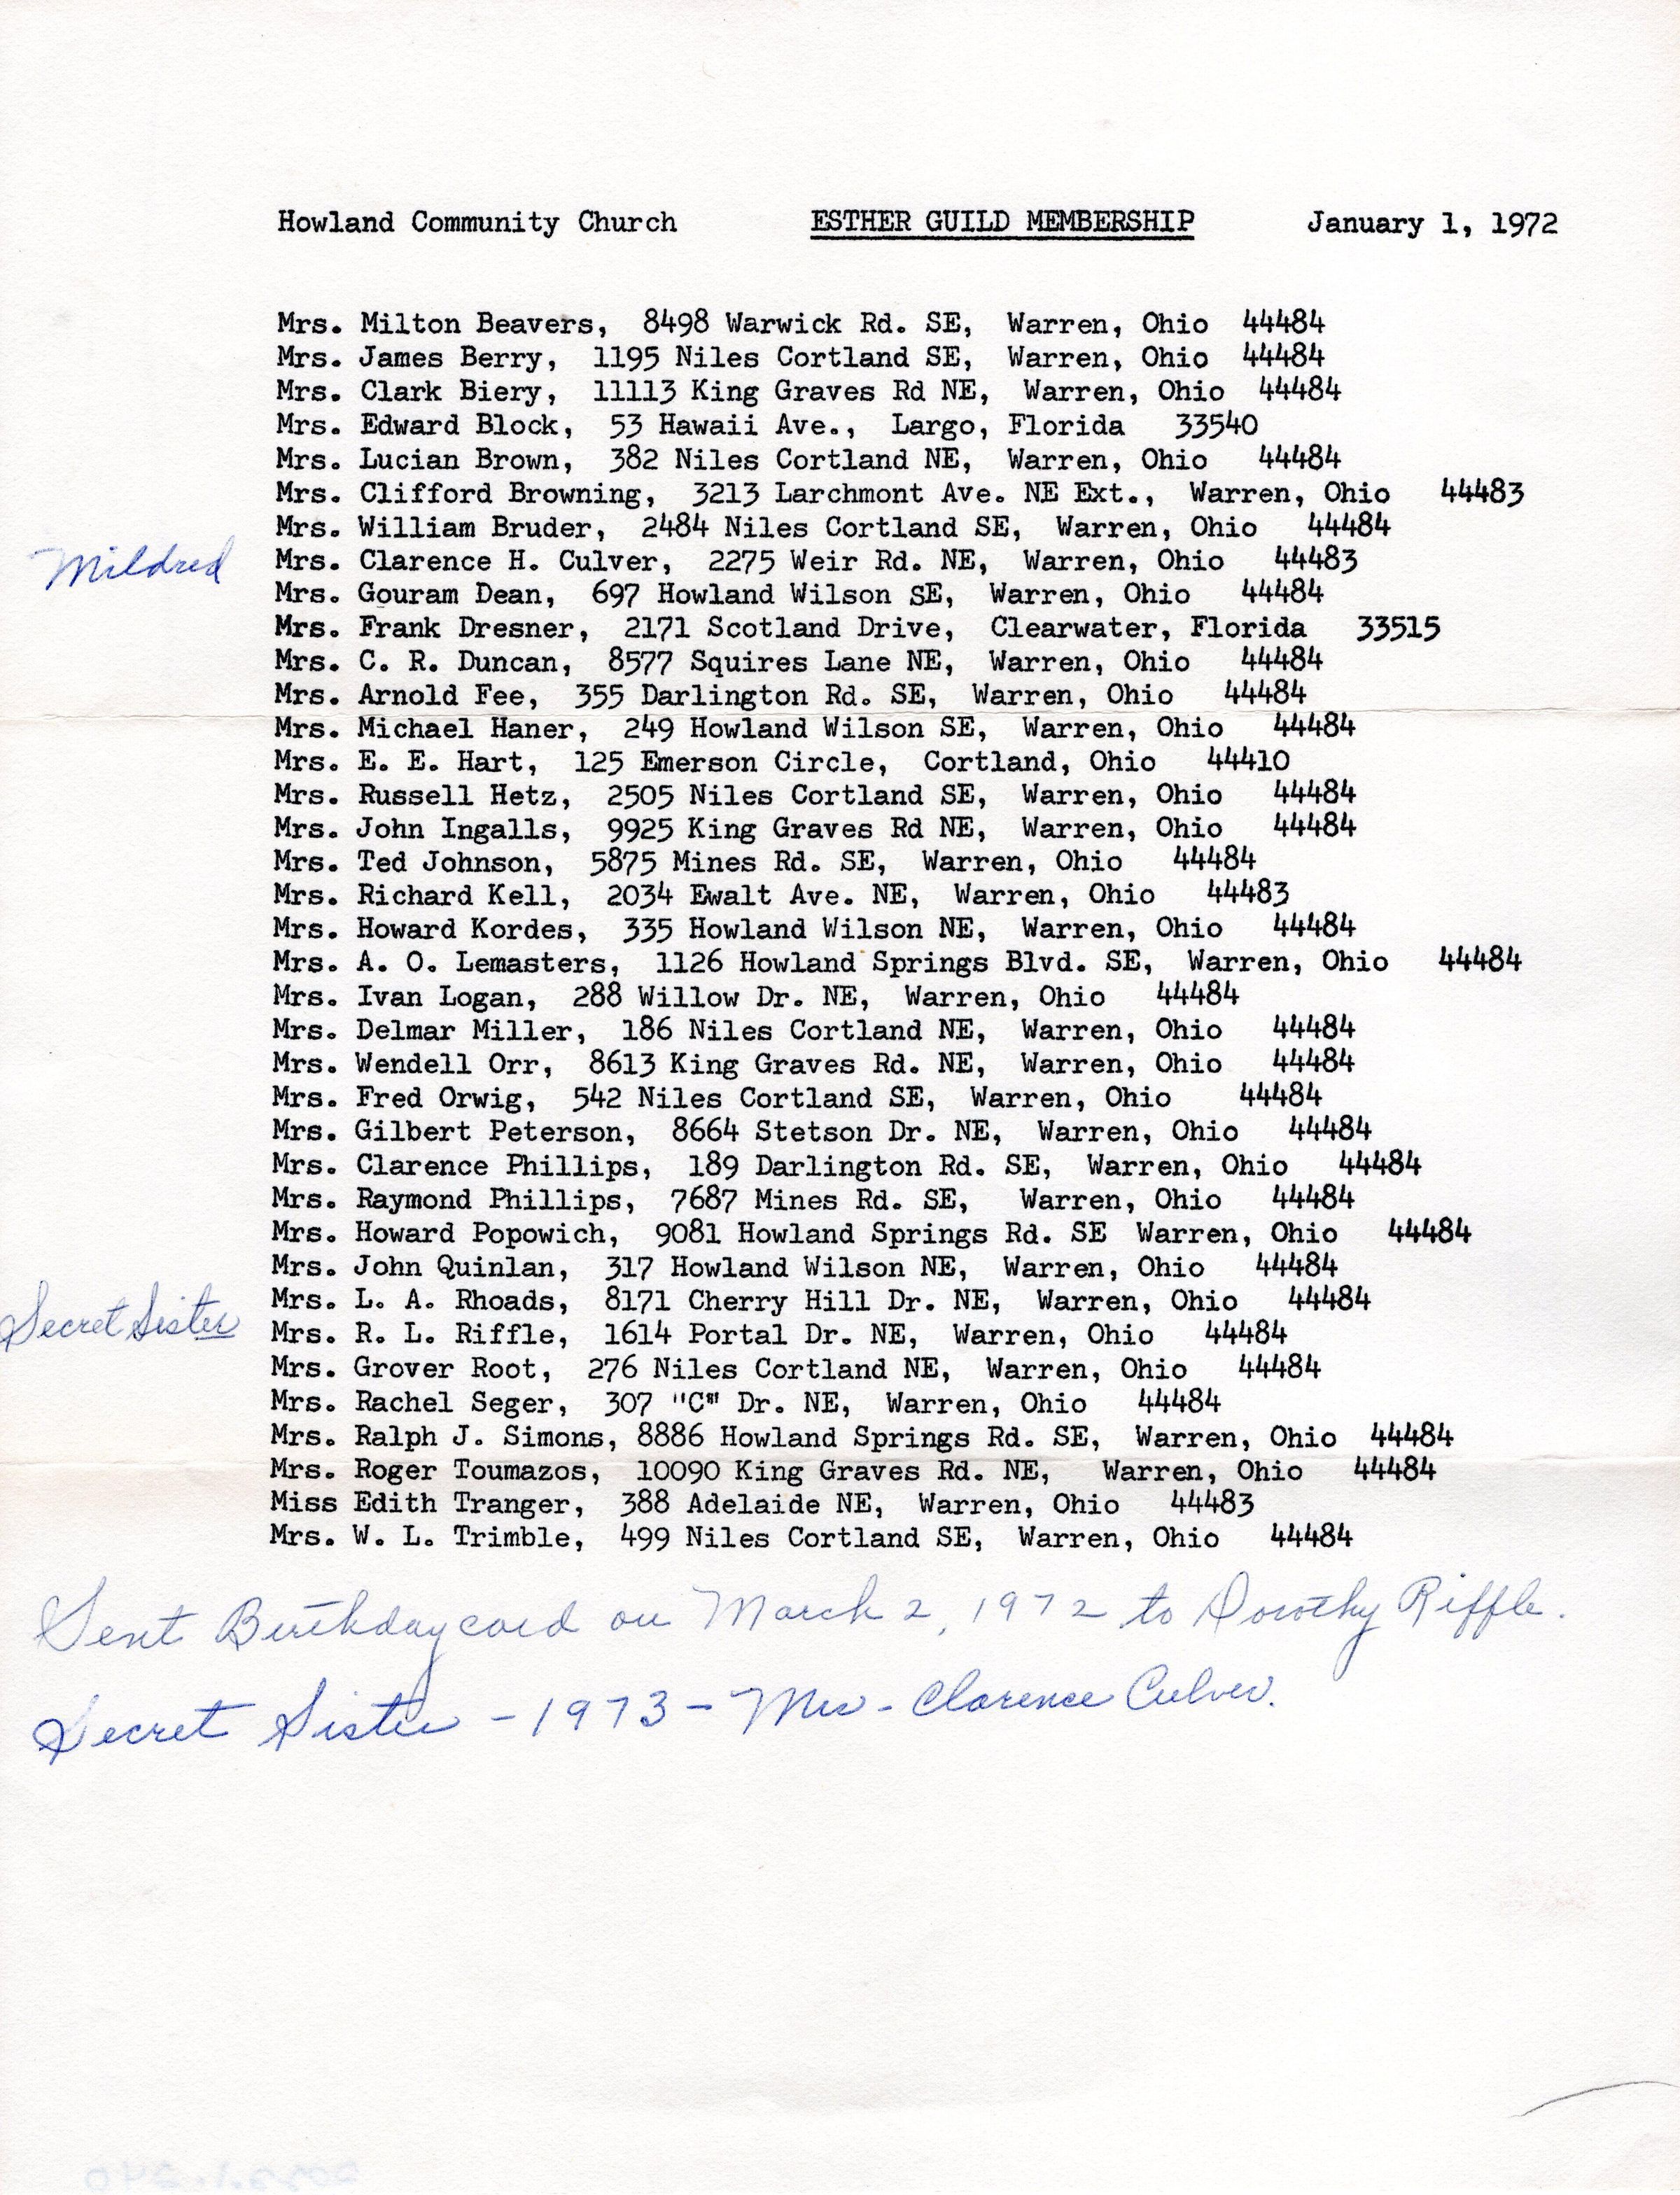 Howland Community Church ESTHER GUILD MEMBERSHIP January 1, 1972
Mrs. Milton Beavers, 8498 Warwick Rd. SE, Warren, Ohio 44484
Mrs. James Berry, 1195 Niles Cortland SE, Warren, Ohio 44484
Mrs. Clark Biery, 11113 King Graves Rd NE, Warren, Ohio 44484
Mrs. Edward Block, 53 Hawaii Ave., Largo, Florida 33540
Mrs. Lucian Brown, 382 Niles Cortland NE, Warren, Ohio 44484
Mrs. Clifford Browning, 3213 Larchmont Ave. NE Ext., Warren, Ohio 44483
Mrs. William Bruder, 2484 Niles Cortland SE, Warren, Ohio 44484
Mildred Mrs. Clarence H. Culver, 2275 Weir Rd. NE, Warren, Ohio 44483
Mrs. Gouram Dean, 697 Howland Wilson SE, Warren, Ohio 44484
Mrs. Frank Dresner, 2171 Scotland Drive, Clearwater, Florida 33515
Mrs. C. R. Duncan, 8577 Squires Lane NE, Warren, Ohio 44484
Mrs. Arnold Fee, 355 Darlington Rd. SE, Warren, Ohio 44484
Mrs. Michael Haner, 249 Howland Wilson SE, Warren, Ohio 44484
Mrs. E. E. Hart, 125 Emerson Circle, Cortland, Ohio 44410
Mrs. Russell Hetz, 2505 Niles Cortland SE, Warren, Ohio 44484
Mrs. John Ingalls, 9925 King Graves Rd NE, Warren, Ohio 44484
Mrs. Ted Johnson, 5875 Mines Rd. SE, Warren, Ohio 44484
Mrs. Richard Kell, 2034 Ewalt Ave. NE, Warren, Ohio 44483
Mrs. Howard Kordes, 335 Howland Wilson NE, Warren, Ohio 44484
Mrs. A. O. Lemasters, 1126 Howland Springs Blvd. SE, Warren, Ohio 44484
Mrs. Ivan Logan, 288 Willow Dr. NE, Warren, Ohio 44484
Mrs. Delmar Miller, 186 Niles Cortland NE, Warren, Ohio 44484
Mrs. Wendell Orr, 8613 King Graves Rd. NE, Warren, Ohio 44484
Mrs. Fred Orwig, 542 Niles Cortland SE, Warren, Ohio 44484
Mrs. Gilbert Peterson, 8664 Stetson Dr. NE, Warren, Ohio 44484
Mrs. Clarence Phillips, 189 Darlington Rd. SE, Warren, Ohio 44484
Mrs. Raymond Phillips, 7687 Mines Rd. SE, Warren, Ohio 44484
Mrs. Howard Popowich, 9081 Howland Springs Rd. SE Warren, Ohio 44484
Mrs. John Quinlan, 317 Howland Wilson NE, Warren, Ohio 44484
Mrs. L. A. Rhoads, 8171 Cherry Hill Dr. NE, Warren, Ohio 44484
Secret Sister Mrs. R. L. Riffle, 1614 Portal Dr. NE, Warren, Ohio 44484
Mrs. Grover Root, 276 Niles Cortland NE, Warren, Ohio 44484
Mrs. Rachel Seger, 307 "C" Dr. NE, Warren, Ohio 44484
Mrs. Ralph J. Simons, 8886 Howland Springs Rd. SE, Warren, Ohio 44484
Mrs. Roger Toumazos, 10090 King Graves Rd. NE, Warren, Ohio 44484
Miss Edith Tranger, 388 Adelaide NE, Warren, Ohio 44483
Mrs. W. L. Trimble, 499 Niles Cortland SE, Warren, Ohio 44484
Sent Birthday card on March 2, 1972 to Dorothy Riffle.
Secret Sister - 1973 - Mrs - Clarence Culver.